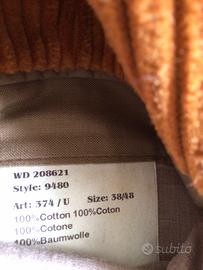 WD 208621
Style: 9480
Art: 374/U Size: 38/48
100%Cotton 100%Coton
100%Cotone
100%Baumwolle
subito